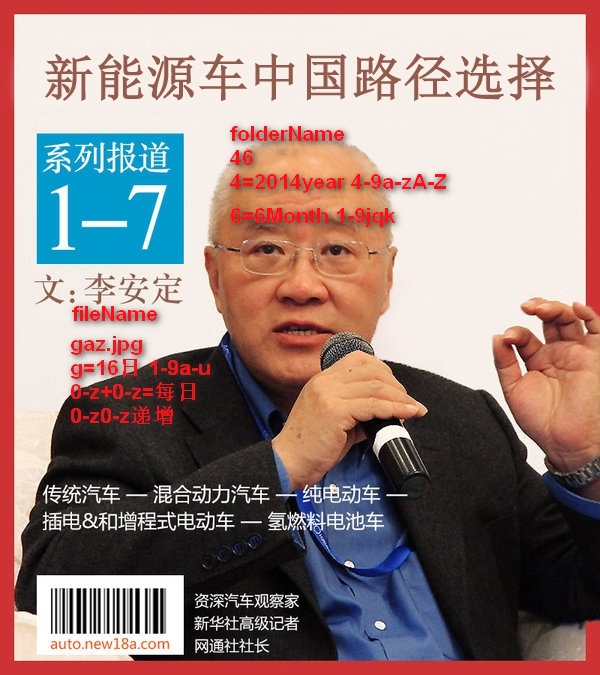 新能源车中国路径选择
系列报道
1–7
文：李安定
folderName
46
4=2014year 4-9a-zA-Z
6=6Month 1-9jqk
fileName
gaz.jpg
g=16日 1-9a-u
0-z+0-z=每日
0-z0-z递增
传统汽车 — 混合动力汽车 — 纯电动车 —
插电&和增程式电动车 — 氢燃料电池车
auto.new18a.com
资深汽车观察家
新华社高级记者
网通社社长